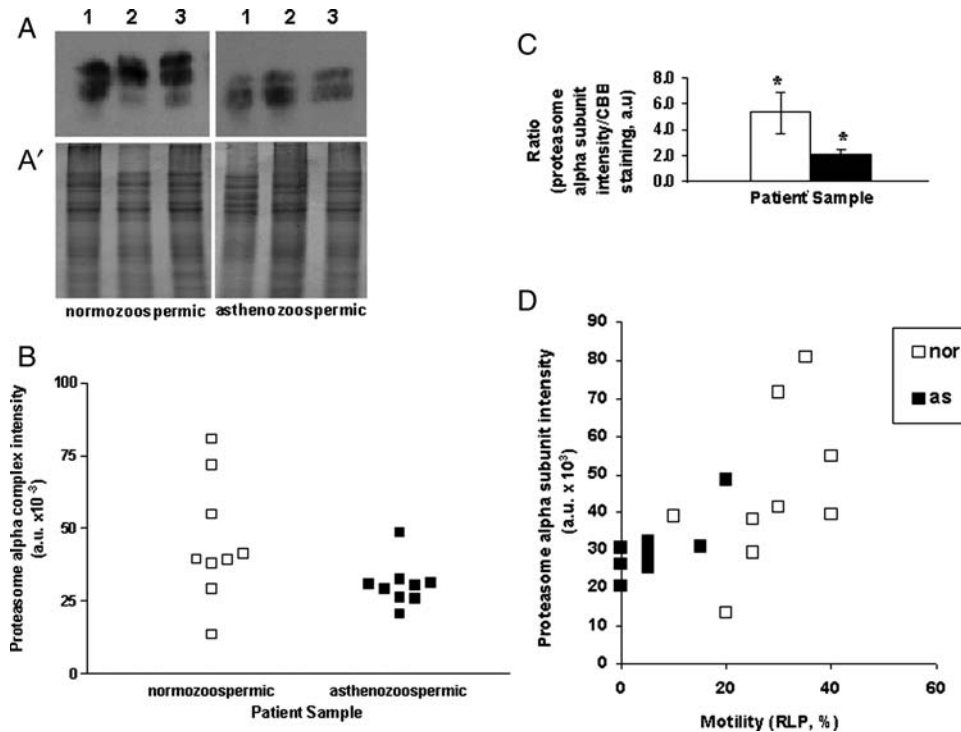 A
1 2 3
1 2 3
A′
normozoospermic
asthenozoospermic
B
Proteasome alpha complex intensity
(a.u. x10⁻³)
100
75
50
25
0
normozoospermic
asthenozoospermic
Patient Sample
C
Ratio
(proteasome
alpha subunit
intensity/CBB
staining, a.u)
8.0
6.0
4.0
2.0
0.0
*
*
Patient Sample
D
Proteasome alpha subunit intensity
(a.u. x 10³)
90
80
70
60
50
40
30
20
10
0
0 20 40 60
Motility (RLP, %)
nor
as